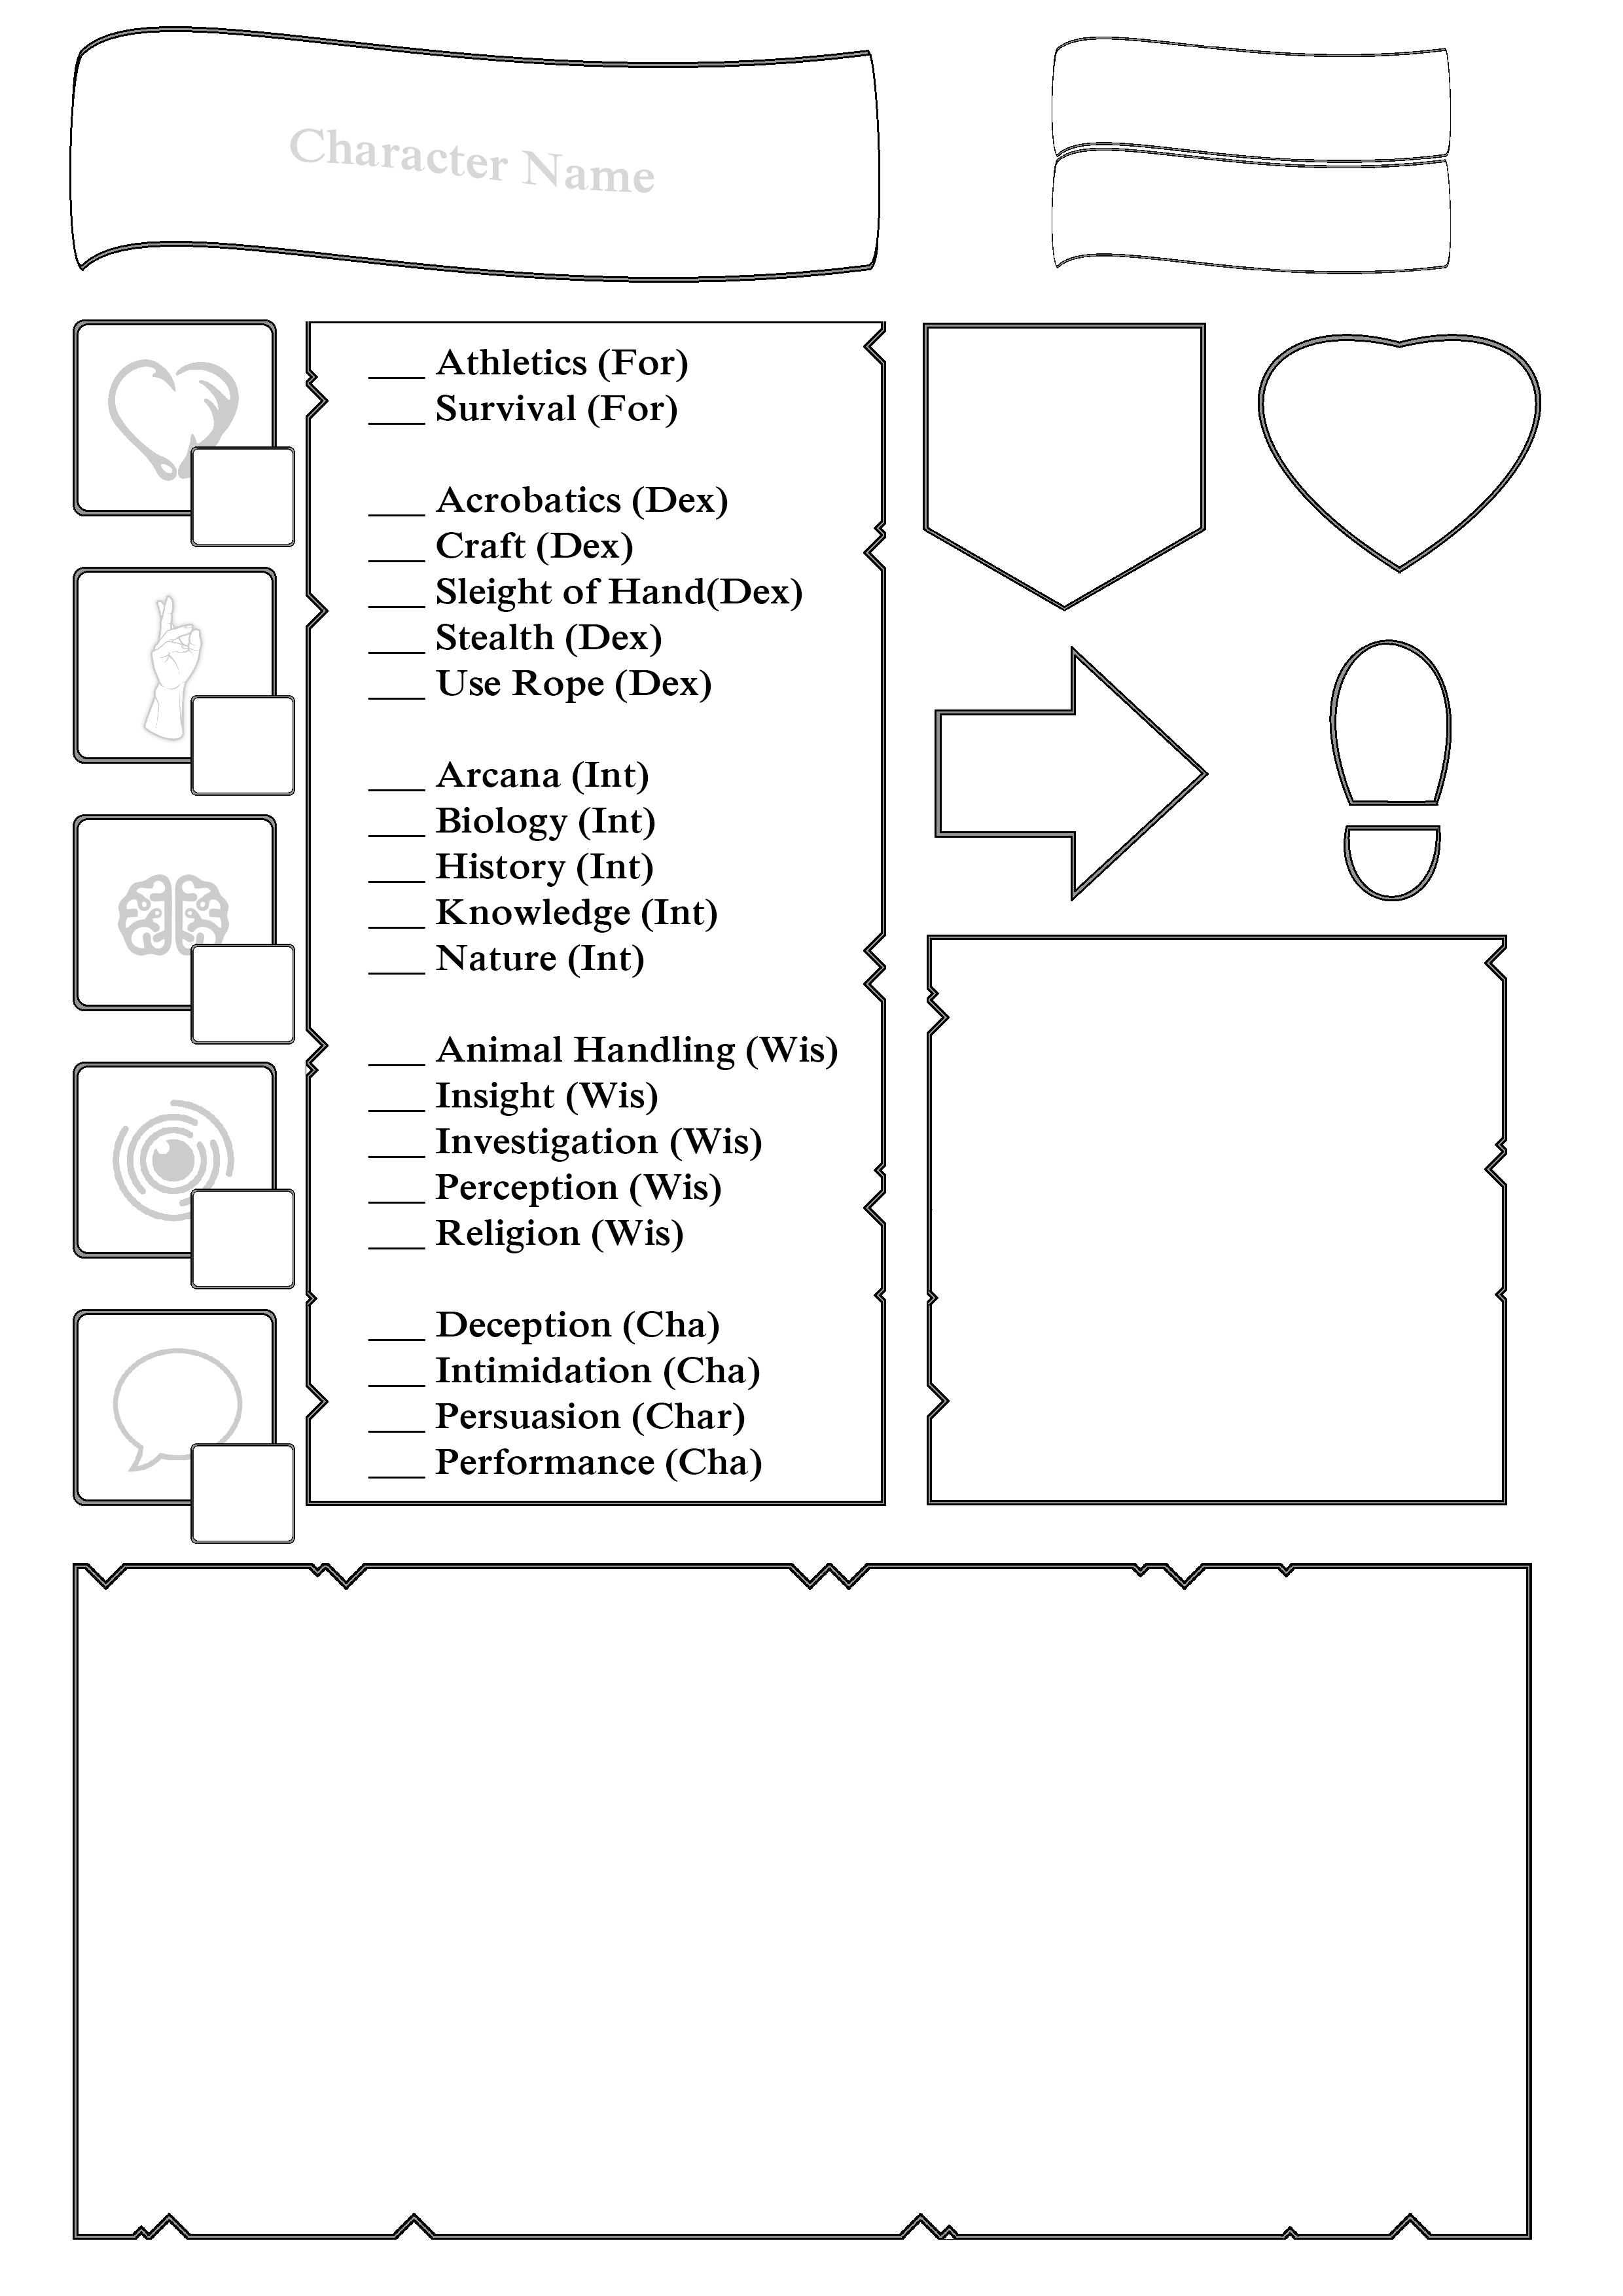 Character Name
___ Athletics (For)
___ Survival (For)
___ Acrobatics (Dex)
___ Craft (Dex)
___ Sleight of Hand(Dex)
___ Stealth (Dex)
___ Use Rope (Dex)
___ Arcana (Int)
___ Biology (Int)
___ History (Int)
___ Knowledge (Int)
___ Nature (Int)
___ Animal Handling (Wis)
___ Insight (Wis)
___ Investigation (Wis)
___ Perception (Wis)
___ Religion (Wis)
___ Deception (Cha)
___ Intimidation (Cha)
___ Persuasion (Char)
___ Performance (Cha)